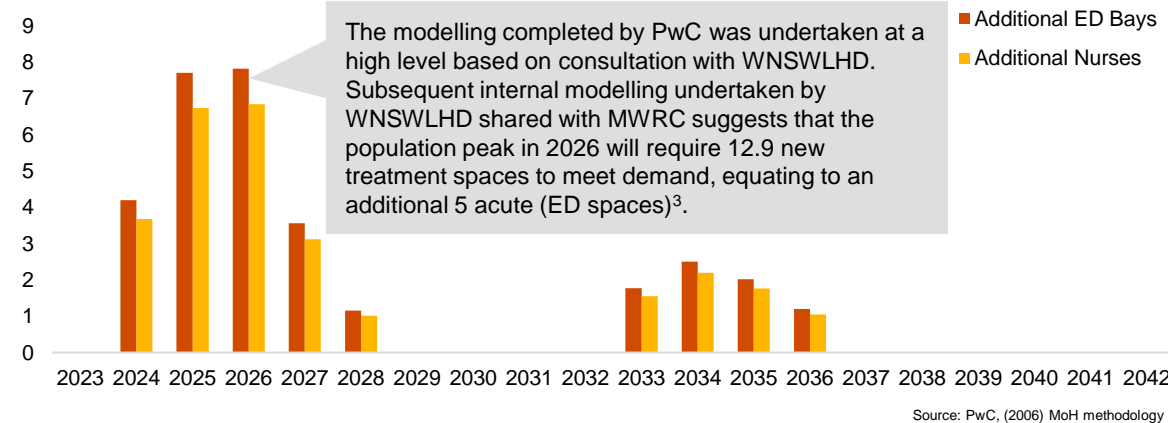 The modelling completed by PwC was undertaken at a
high level based on consultation with WNSWLHD.
Subsequent internal modelling undertaken by
WNSWLHD shared with MWRC suggests that the
population peak in 2026 will require 12.9 new
treatment spaces to meet demand, equating to an
additional 5 acute (ED spaces)³.
Additional ED Bays
Additional Nurses
9
8
7
6
5
4
3
2
1
0
2023 2024 2025 2026 2027 2028 2029 2030 2031 2032 2033 2034 2035 2036 2037 2038 2039 2040 2041 2042
Source: PwC, (2006) MoH methodology